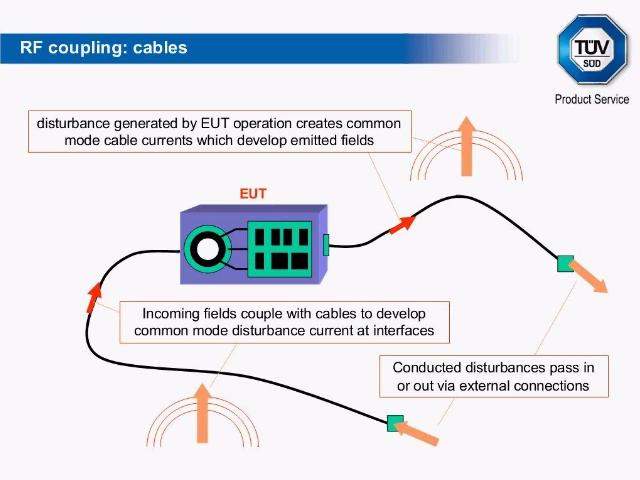 RF coupling: cables
TÜV
SÜD
Product Service
disturbance generated by EUT operation creates common
mode cable currents which develop emitted fields
EUT
Incoming fields couple with cables to develop
common mode disturbance current at interfaces
Conducted disturbances pass in
or out via external connections